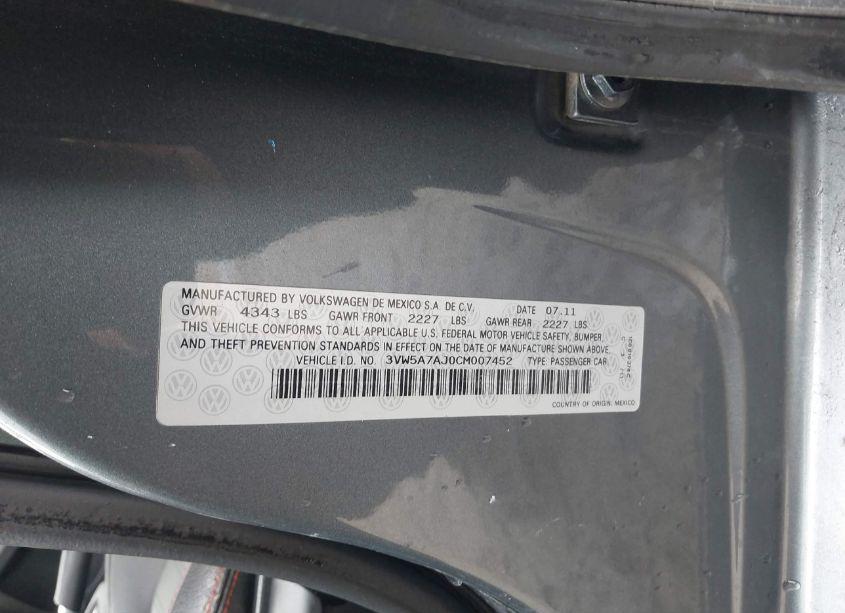 MANUFACTURED BY VOLKSWAGEN DE MEXICO S.A. DE C.V. DATE 07.11
GVWR 4343 LBS GAWR FRONT 2227 LBS GAWR REAR 2227 LBS
THIS VEHICLE CONFORMS TO ALL APPLICABLE U.S. FEDERAL MOTOR VEHICLE SAFETY, BUMPER,
AND THEFT PREVENTION STANDARDS IN EFFECT ON THE DATE OF MANUFACTURE SHOWN ABOVE.
VEHICLE I.D. NO. 3VW5A7AJ0CM007452 TYPE: PASSENGER CAR
COUNTRY OF ORIGIN: MEXICO